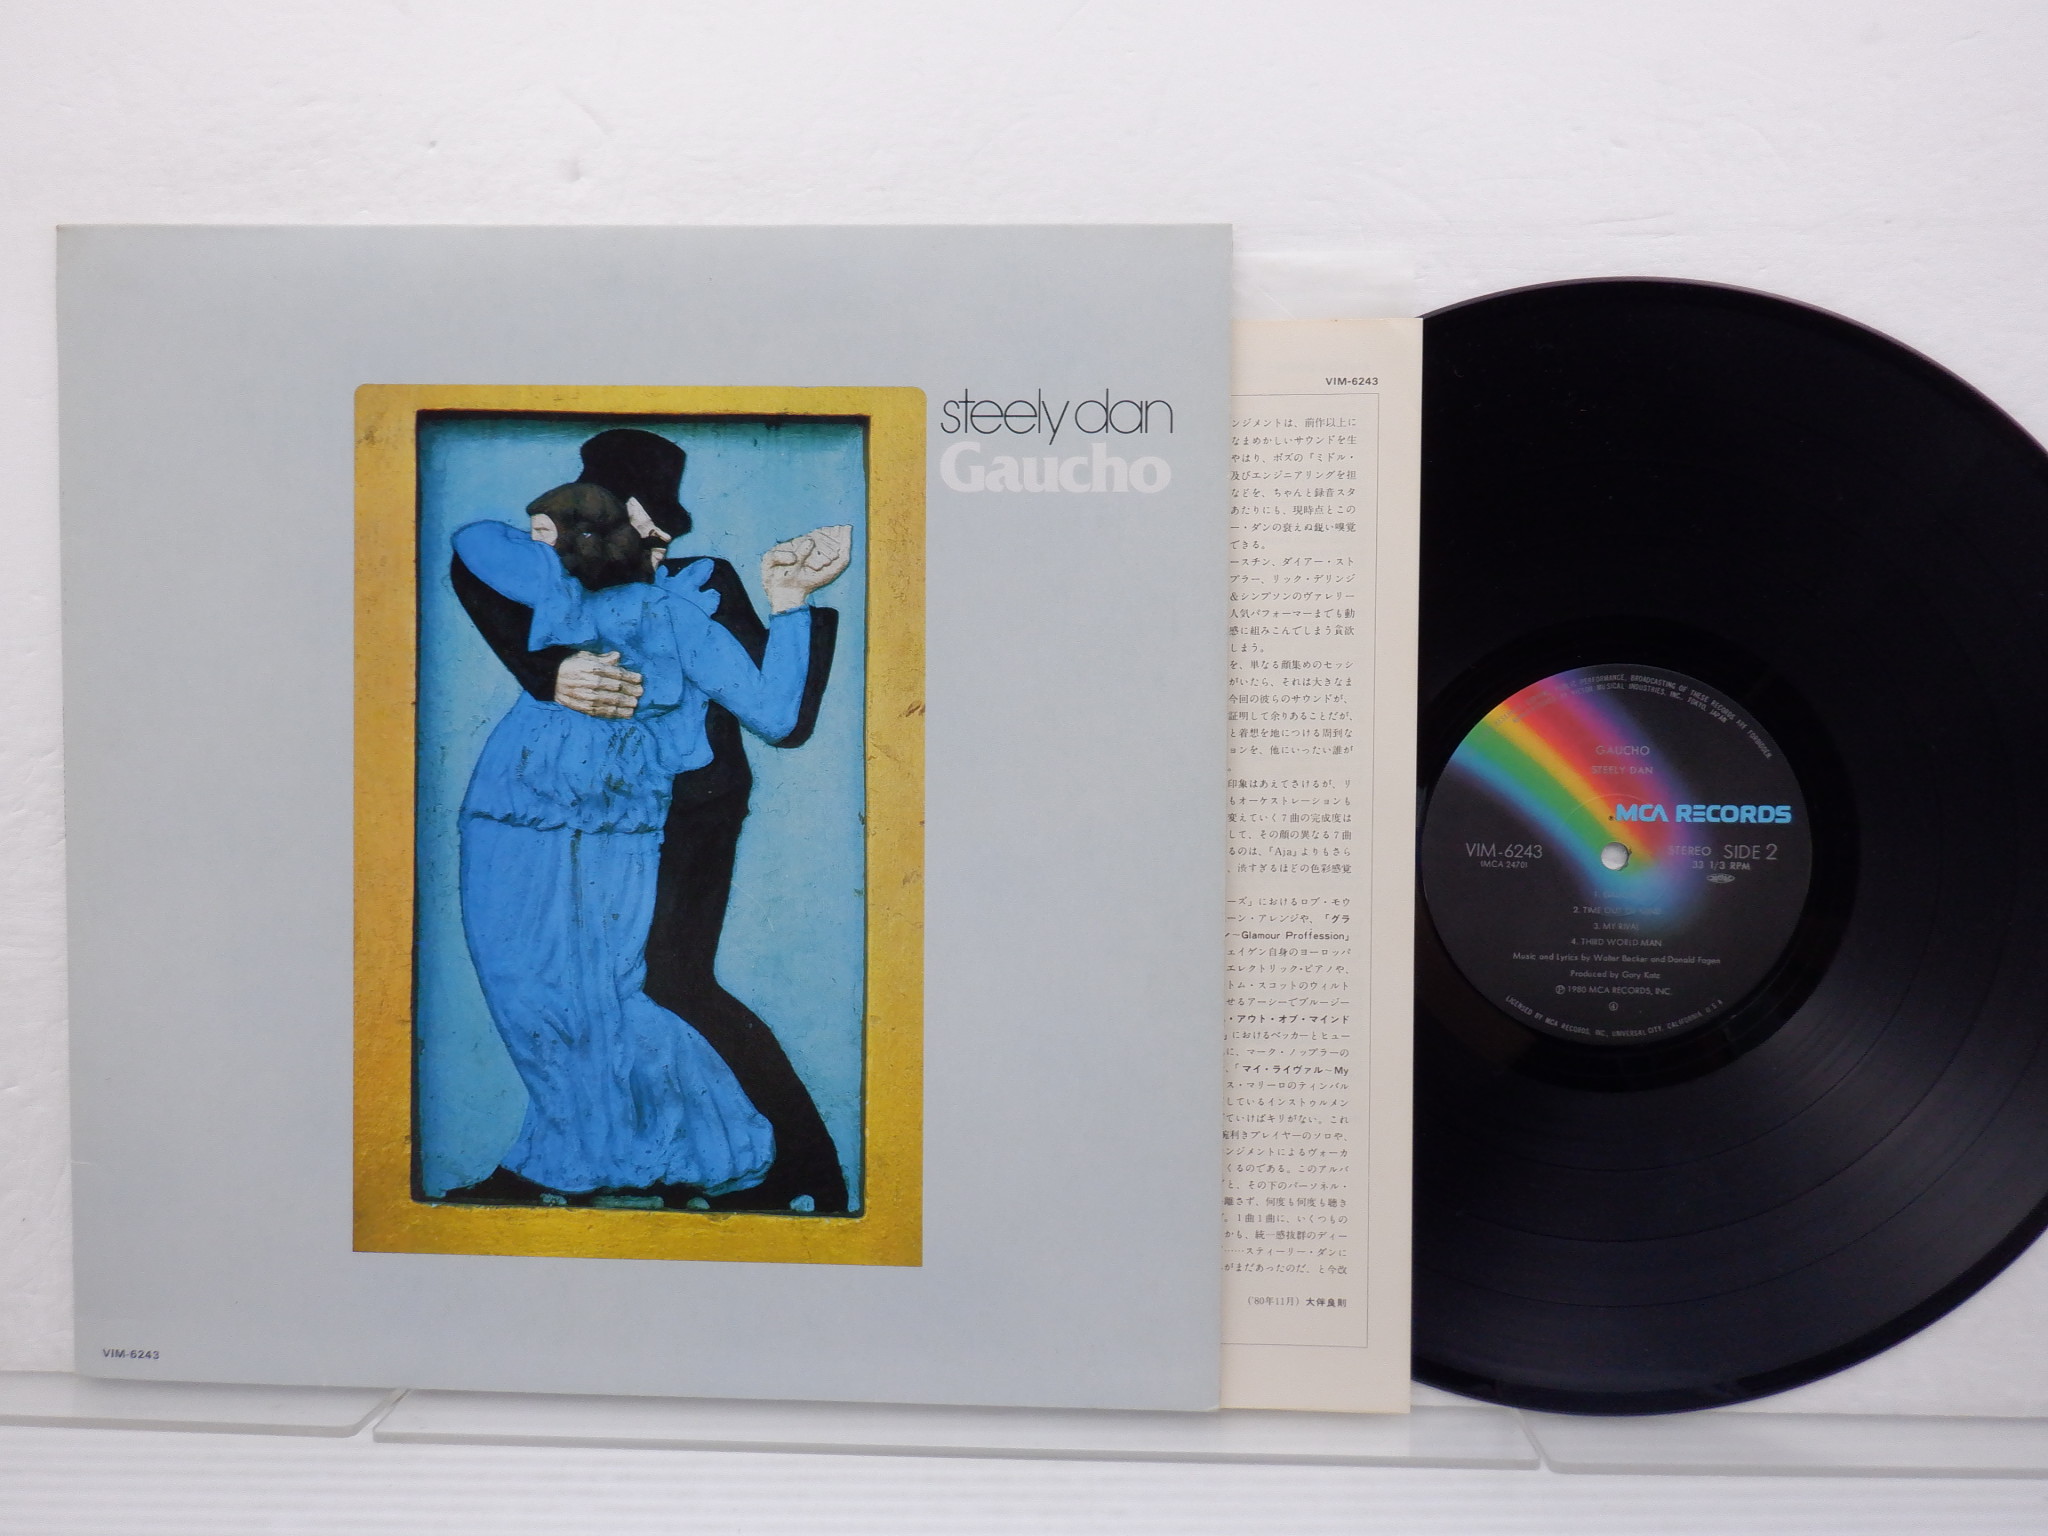 steely dan
Gaucho
VIM-6243
VIM-6243
ンジメントは、前作以上に
なまめかしいサウンドを生
やはり、ボズの『ミドル・
及びエンジニアリングを担
などを、ちゃんと録音スタ
あたりにも、現時点とこの
ー・ダンの衰えぬ鋭い嗅覚
できる。
ースチン、ダイアー・スト
プラー、リック・デリンジ
&シンプソンのヴァレリー
人気パフォーマーまでも動
感に組みこんでしまう貪欲
しまう。
を、単なる顔集めのセッシ
がいたら、それは大きなま
今回の彼らのサウンドが、
証明して余りあることだが、
と着想を地につける周到な
ョンを、他にいったい誰が
印象はあえてさけるが、リ
もオーケストレーションも
変えていく7曲の完成度は
して、その顔の異なる7曲
るのは、「Aja」よりもさら
、渋すぎるほどの色彩感覚
ーズ」におけるロブ・モウ
ーン・アレンジや、「グラ
ン~Glamour Proffession」
ェイゲン自身のヨーロッパ
エレクトリック・ピアノや、
トム・スコットのウィルト
せるアーシーでブルージー
・アウト・オブ・マインド
」におけるベッカーとヒュー
に、マーク・ノップラーの
、「マイ・ライヴァル~My
ス・マリーロのティンバル
しているインストゥルメン
ていけばキリがない。これ
腕利きプレイヤーのソロや、
ンジメントによるヴォーカ
くるのである。このアルバ
と、その下のパーソネル・
離さず、何度も何度も聴き
。1曲1曲に、いくつもの
かも、統一感抜群のディー
……スティーリー・ダンに
がまだあったのだ、と今改
('80年11月) 大伴良則
PERFORMANCE, BROADCASTING OF THESE RECORDS ARE FORBIDDEN.
VICTOR MUSICAL INDUSTRIES, INC. TOKYO, JAPAN
GAUCHO
STEELY DAN
MCA RECORDS
VIM-6243
(MCA 2470)
STEREO SIDE 2
33 1/3 RPM
2. TIME OUT OF MIND
3. MY RIVAL
4. THIRD WORLD MAN
Music and Lyrics by Walter Becker and Donald Fagen
Produced by Gary Katz
Ⓟ 1980 MCA RECORDS, INC.
LICENSED BY MCA RECORDS, INC., UNIVERSAL CITY, CALIFORNIA, U.S.A.